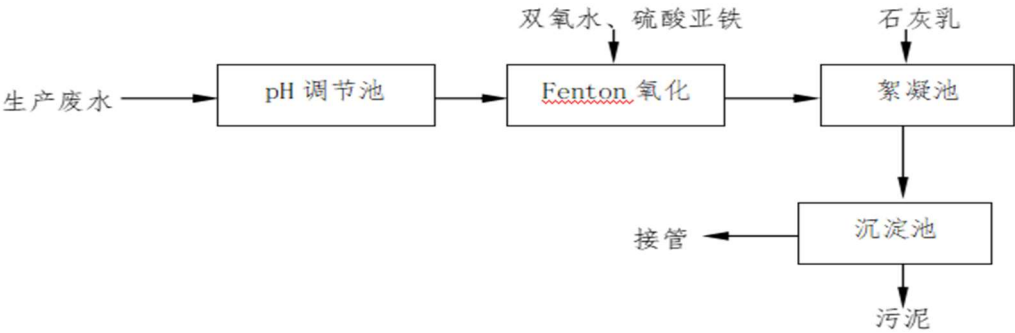 双氧水、硫酸亚铁
石灰乳
生产废水
pH 调节池
Fenton 氧化
絮凝池
沉淀池
接管
污泥